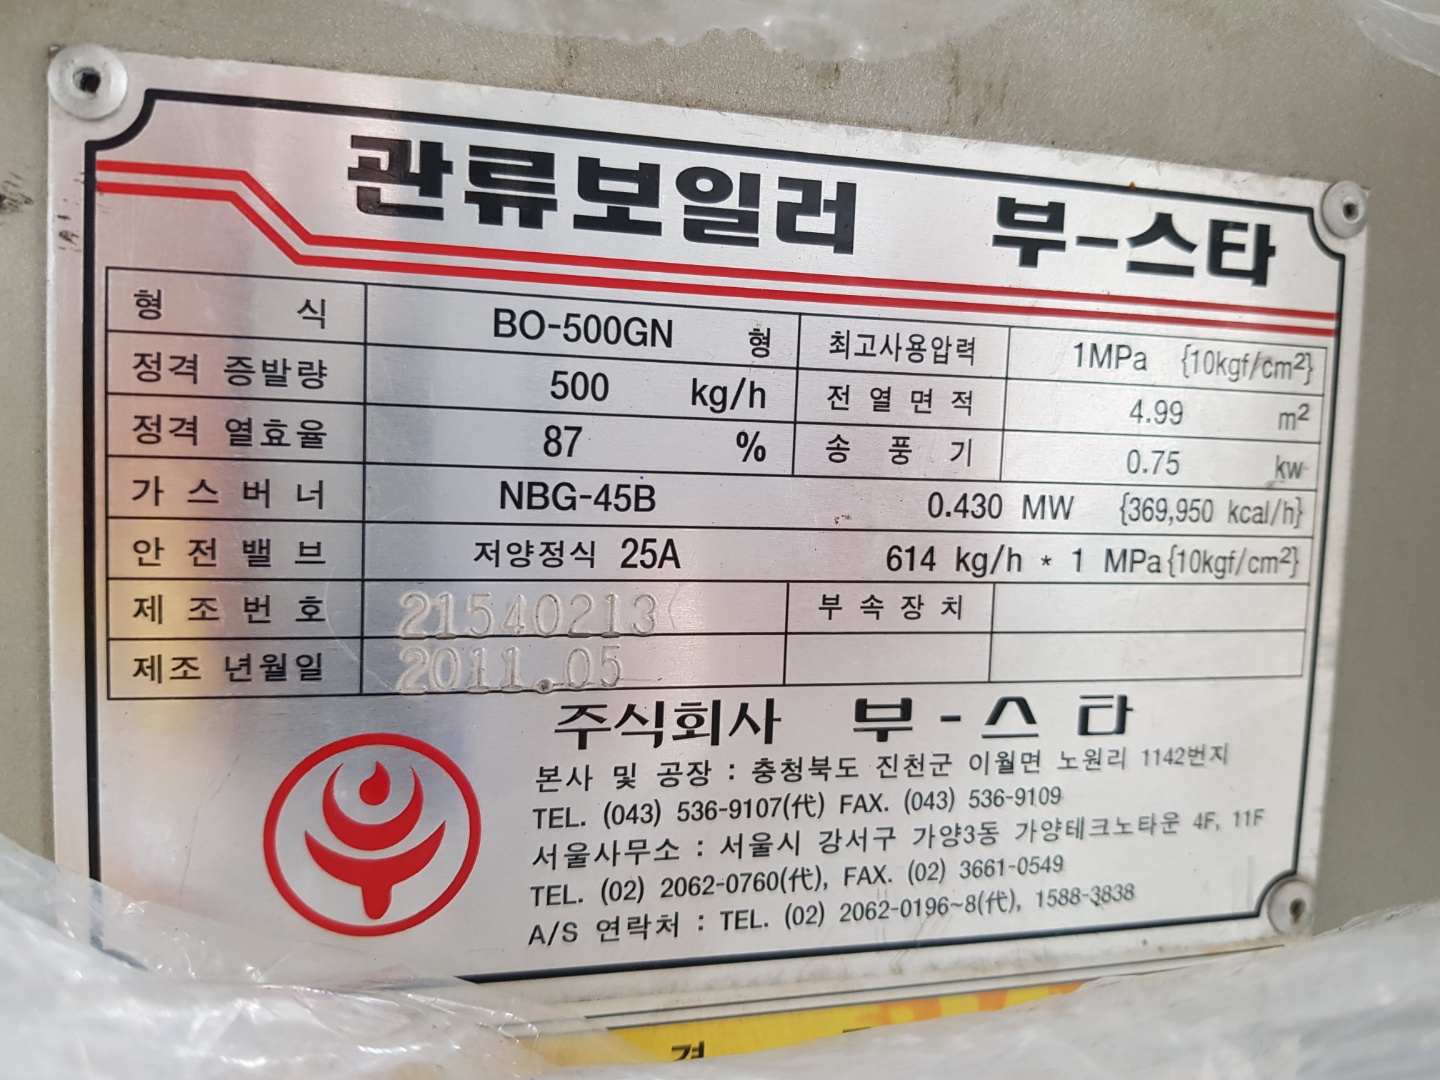 관류보일러 부-스타
형 식 BO-500GN 형 최고사용압력 1MPa {10kgf/cm²}
정격 증발량 500 kg/h 전열면적 4.99 m²
정격 열효율 87 % 송풍기 0.75 kw
가스버너 NBG-45B 0.430 MW {369,950 kcal/h}
안전밸브 저양정식 25A 614 kg/h * 1 MPa{10kgf/cm²}
제조번호 21540213 부속장치
제조 년월일 2011.05
주식회사 부-스타
본사 및 공장 : 충청북도 진천군 이월면 노원리 1142번지
TEL. (043) 536-9107(代) FAX. (043) 536-9109
서울사무소 : 서울시 강서구 가양3동 가양테크노타운 4F, 11F
TEL. (02) 2062-0760(代), FAX. (02) 3661-0549
A/S 연락처 : TEL. (02) 2062-0196~8(代), 1588-3838